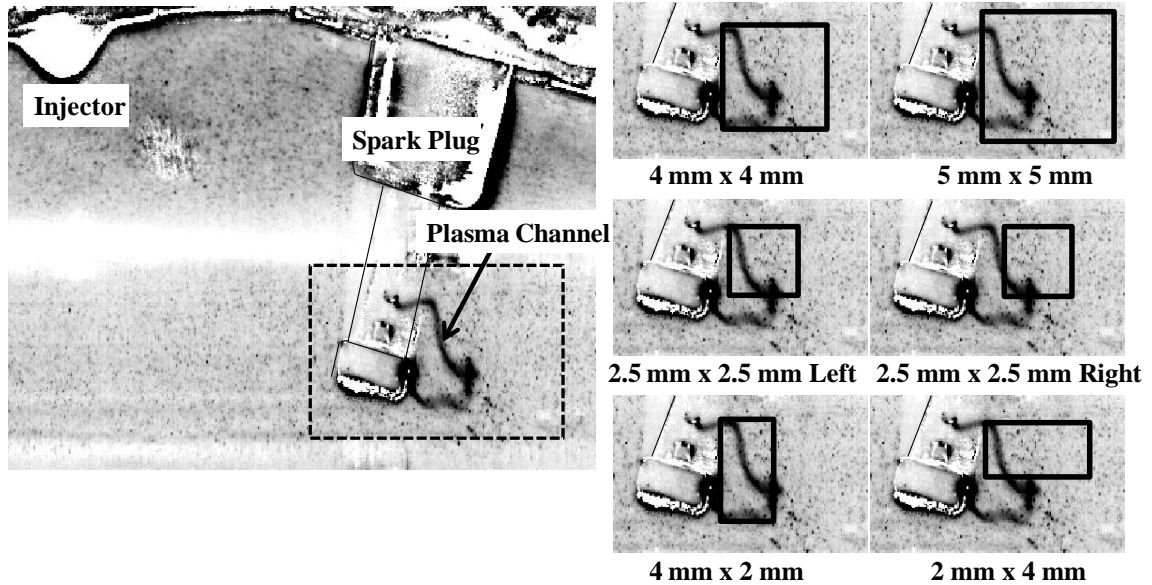 Injector
Spark Plug
Plasma Channel
4 mm x 4 mm
5 mm x 5 mm
2.5 mm x 2.5 mm Left
2.5 mm x 2.5 mm Right
4 mm x 2 mm
2 mm x 4 mm